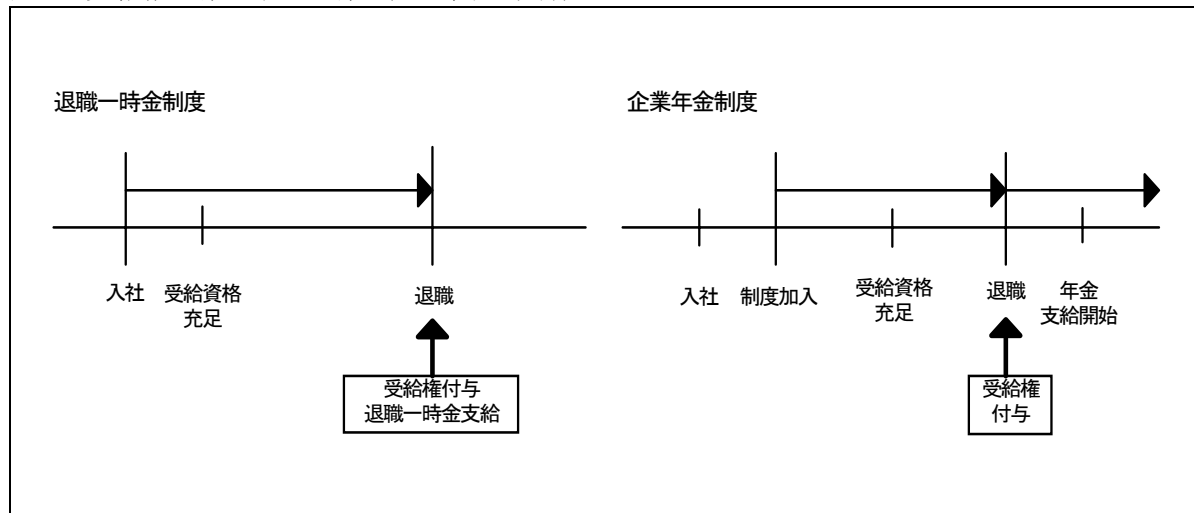 退職一時金制度
入社
受給資格
充足
退職
受給権付与
退職一時金支給
企業年金制度
入社
制度加入
受給資格
充足
退職
年金
支給開始
受給権
付与